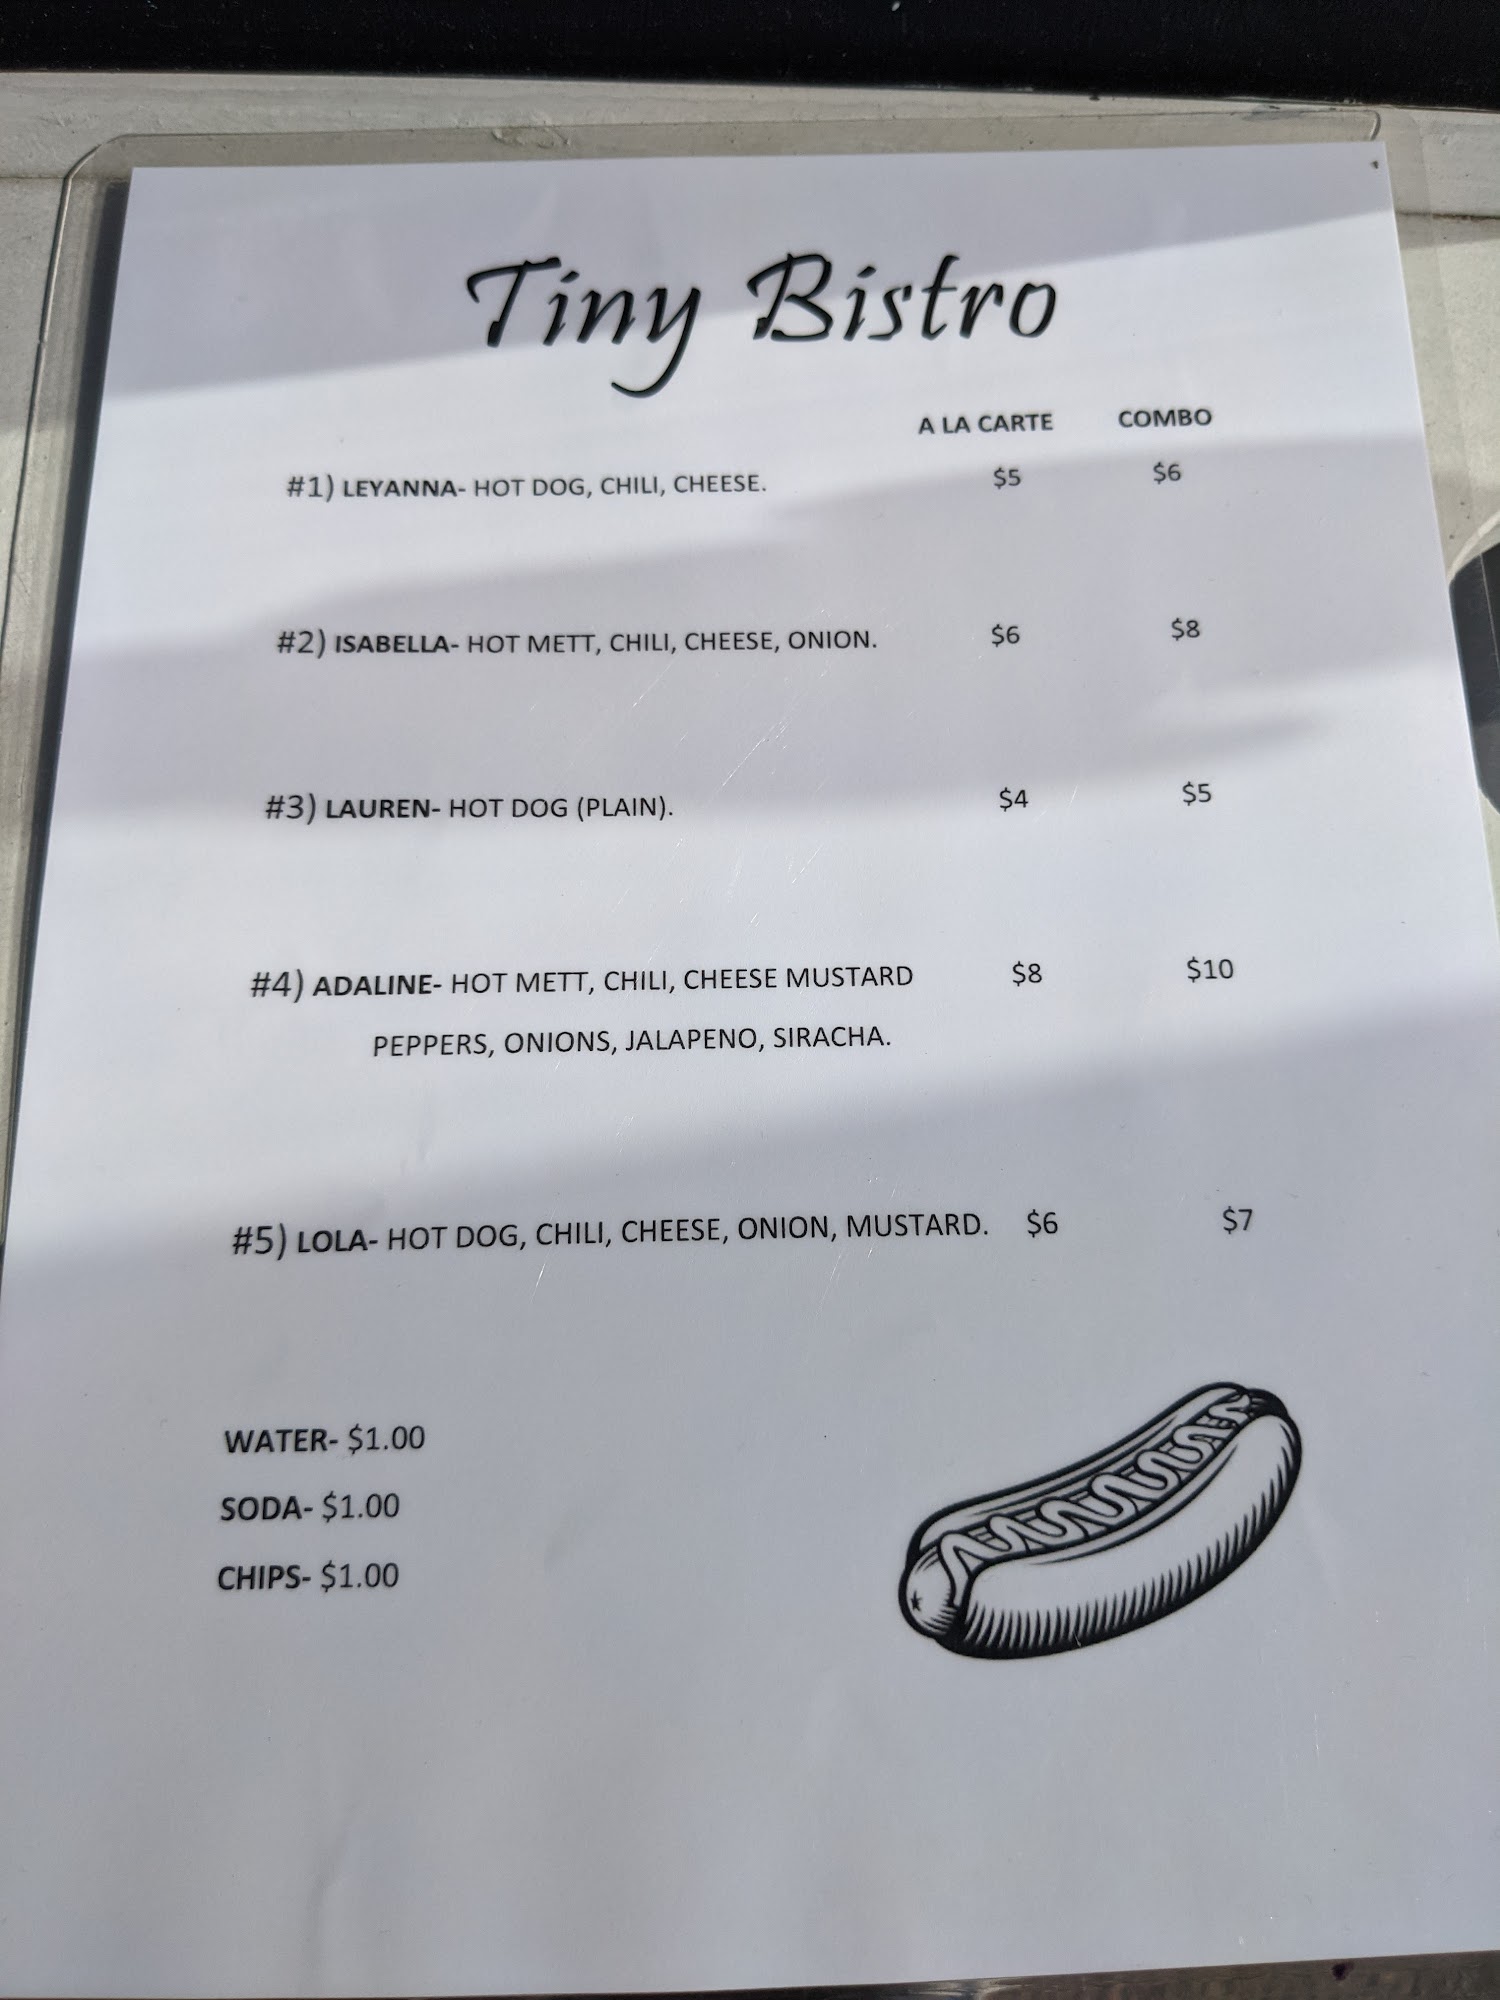 Tiny Bistro
A LA CARTE COMBO
#1) LEYANNA- HOT DOG, CHILI, CHEESE. $5 $6
#2) ISABELLA- HOT METT, CHILI, CHEESE, ONION. $6 $8
#3) LAUREN- HOT DOG (PLAIN). $4 $5
#4) ADALINE- HOT METT, CHILI, CHEESE MUSTARD $8 $10
PEPPERS, ONIONS, JALAPENO, SIRACHA.
#5) LOLA- HOT DOG, CHILI, CHEESE, ONION, MUSTARD. $6 $7
WATER- $1.00
SODA- $1.00
CHIPS- $1.00